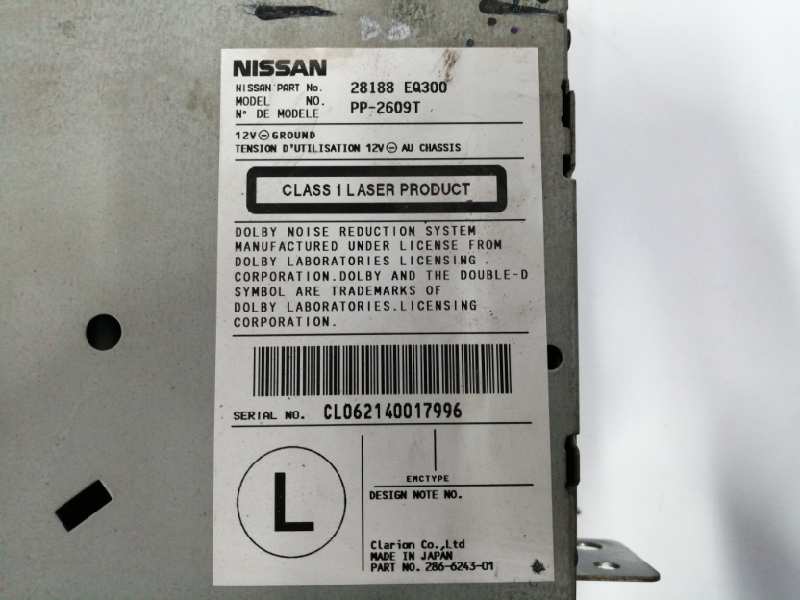 NISSAN
NISSAN PART No. 28188 EQ300
MODEL NO.
N° DE MODELE PP-2609T
12V⊖GROUND
TENSION D'UTILISATION 12V⊖ AU CHASSIS
CLASS 1 LASER PRODUCT
DOLBY NOISE REDUCTION SYSTEM
MANUFACTURED UNDER LICENSE FROM
DOLBY LABORATORIES LICENSING
CORPORATION.DOLBY AND THE DOUBLE-D
SYMBOL ARE TRADEMARKS OF
DOLBY LABORATORIES.LICENSING
CORPORATION.
SERIAL NO. CL062140017996
L
EMCTYPE
DESIGN NOTE NO.
Clarion Co.,Ltd
MADE IN JAPAN
PART NO. 286-6243-01